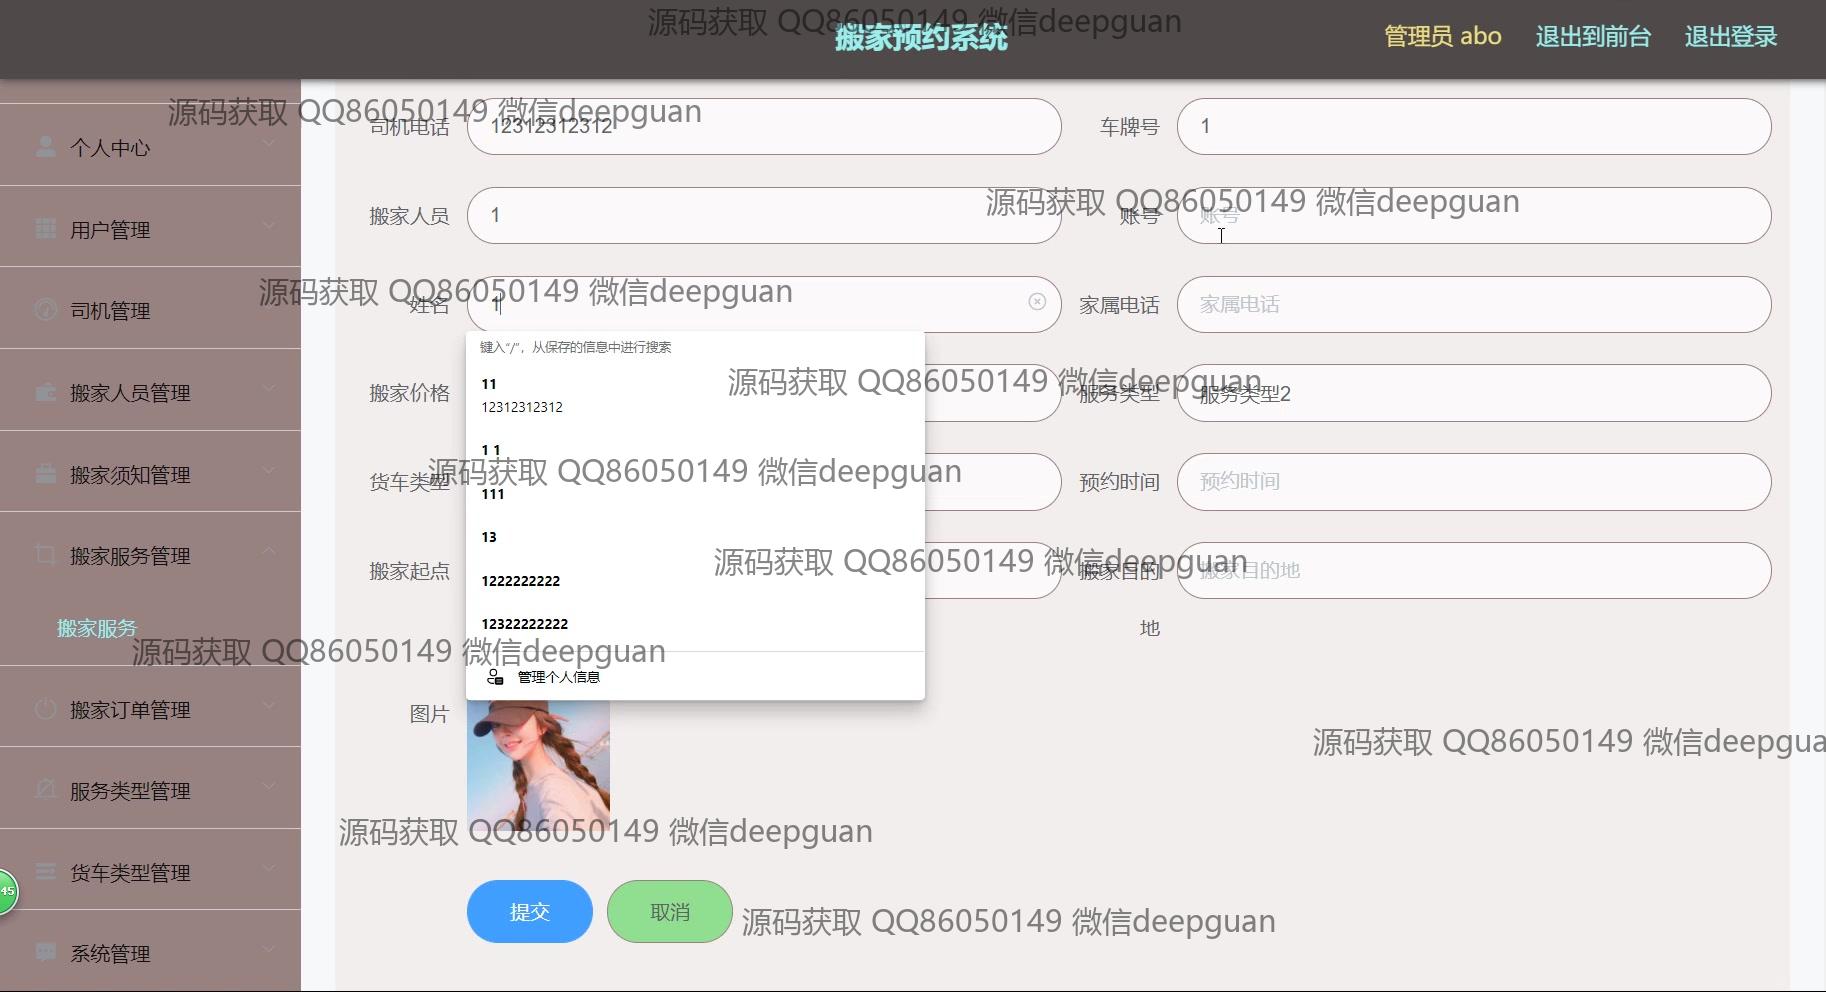 源码获取 QQ86050149 微信deepguan
搬家预约系统
管理员 abo
退出到前台
退出登录
源码获取 QQ86050149 微信deepguan
个人中心
用户管理
司机管理
搬家人员管理
搬家须知管理
搬家服务管理
搬家服务
搬家订单管理
服务类型管理
货车类型管理
系统管理
45
司机电话
12312312312
车牌号
1
搬家人员
1
源码获取 QQ86050149 微信deepguan
账号
账号
源码获取 QQ86050149 微信deepguan
姓名
1
家属电话
家属电话
键入“/”，从保存的信息中进行搜索
11
12312312312
1 1
111
13
1222222222
12322222222
管理个人信息
源码获取 QQ86050149 微信deepguan
搬家价格
服务类型
服务类型2
源码获取 QQ86050149 微信deepguan
货车类型
预约时间
预约时间
源码获取 QQ86050149 微信deepguan
搬家起点
搬家目的
地
搬家目的地
源码获取 QQ86050149 微信deepguan
图片
源码获取 QQ86050149 微信deepgua
源码获取 QQ86050149 微信deepguan
提交
取消
源码获取 QQ86050149 微信deepguan